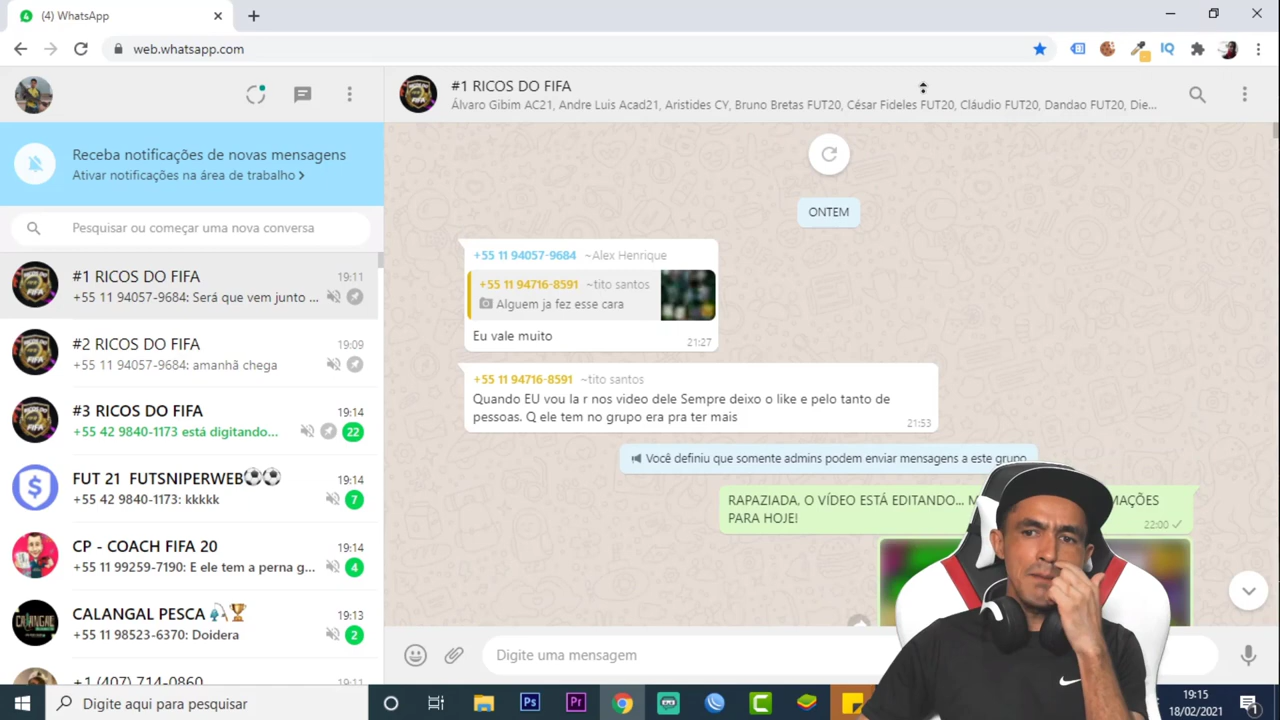 (4) WhatsApp
web.whatsapp.com
#1 RICOS DO FIFA
Álvaro Gibim AC21, Andre Luis Acad21, Aristides CY, Bruno Bretas FUT20, César Fideles FUT20, Cláudio FUT20, Dandao FUT20, Die...
Receba notificações de novas mensagens
Ativar notificações na área de trabalho
Pesquisar ou começar uma nova conversa
#1 RICOS DO FIFA 19:11
+55 11 94057-9684: Será que vem junto ...
#2 RICOS DO FIFA 19:09
+55 11 94057-9684: amanhã chega
#3 RICOS DO FIFA 19:14
+55 42 9840-1173 está digitando... 22
FUT 21 FUTSNIPERWEB⚽⚽ 19:14
+55 42 9840-1173: kkkkk 7
CP - COACH FIFA 20 19:14
+55 11 99259-7190: E ele tem a perna g... 4
CALANGAL PESCA 🎣🏆 19:13
+55 11 98523-6370: Doidera 2
+1 (407) 714-0860 19:11
ONTEM
+55 11 94057-9684 ~Alex Henrique
+55 11 94716-8591 ~tito santos
Alguem ja fez esse cara
Eu vale muito
21:27
+55 11 94716-8591 ~tito santos
Quando EU vou la r nos video dele Sempre deixo o like e pelo tanto de
pessoas. Q ele tem no grupo era pra ter mais
21:53
Você definiu que somente admins podem enviar mensagens a este grupo
RAPAZIADA, O VÍDEO ESTÁ EDITANDO...
PARA HOJE!
22:00
Digite uma mensagem
Digite aqui para pesquisar
Ps
Pr
19:15
18/02/2021